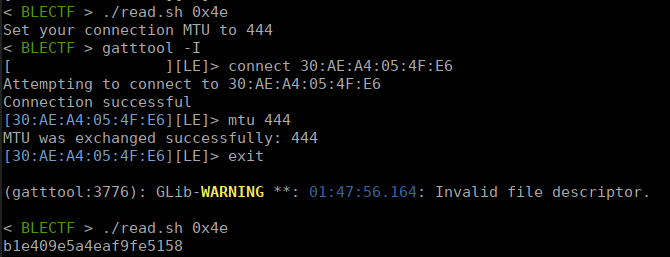 < BLECTF > ./read.sh 0x4e
Set your connection MTU to 444
< BLECTF > gatttool -I
[                 ][LE]> connect 30:AE:A4:05:4F:E6
Attempting to connect to 30:AE:A4:05:4F:E6
Connection successful
[30:AE:A4:05:4F:E6][LE]> mtu 444
MTU was exchanged successfully: 444
[30:AE:A4:05:4F:E6][LE]> exit
(gatttool:3776): GLib-WARNING **: 01:47:56.164: Invalid file descriptor.
< BLECTF > ./read.sh 0x4e
b1e409e5a4eaf9fe5158